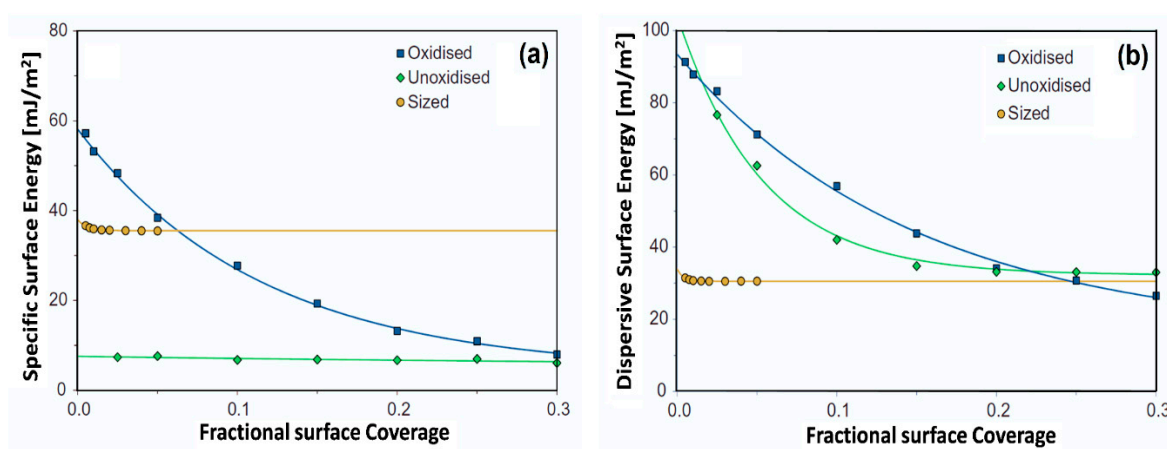 (a)
Specific Surface Energy [mJ/m²]
80
60
40
20
0
Oxidised
Unoxidised
Sized
0.0 0.1 0.2 0.3
Fractional surface Coverage
(b)
Dispersive Surface Energy [mJ/m²]
100
80
60
40
20
0
Oxidised
Unoxidised
Sized
0.0 0.1 0.2 0.3
Fractional surface Coverage